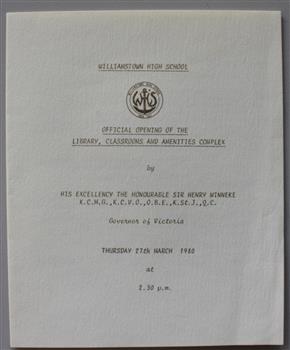 WILLIAMSTOWN HIGH SCHOOL
OFFICIAL OPENING OF THE
LIBRARY, CLASSROOMS AND AMENITIES COMPLEX
by
HIS EXCELLENCY THE HONOURABLE SIR HENRY WINNEKE
K.C.M.G.,K.C.V.O.,O.B.E.,K.St.J.,Q.C.
Governor of Victoria
THURSDAY 27th MARCH 1980
at
2.30 p.m.